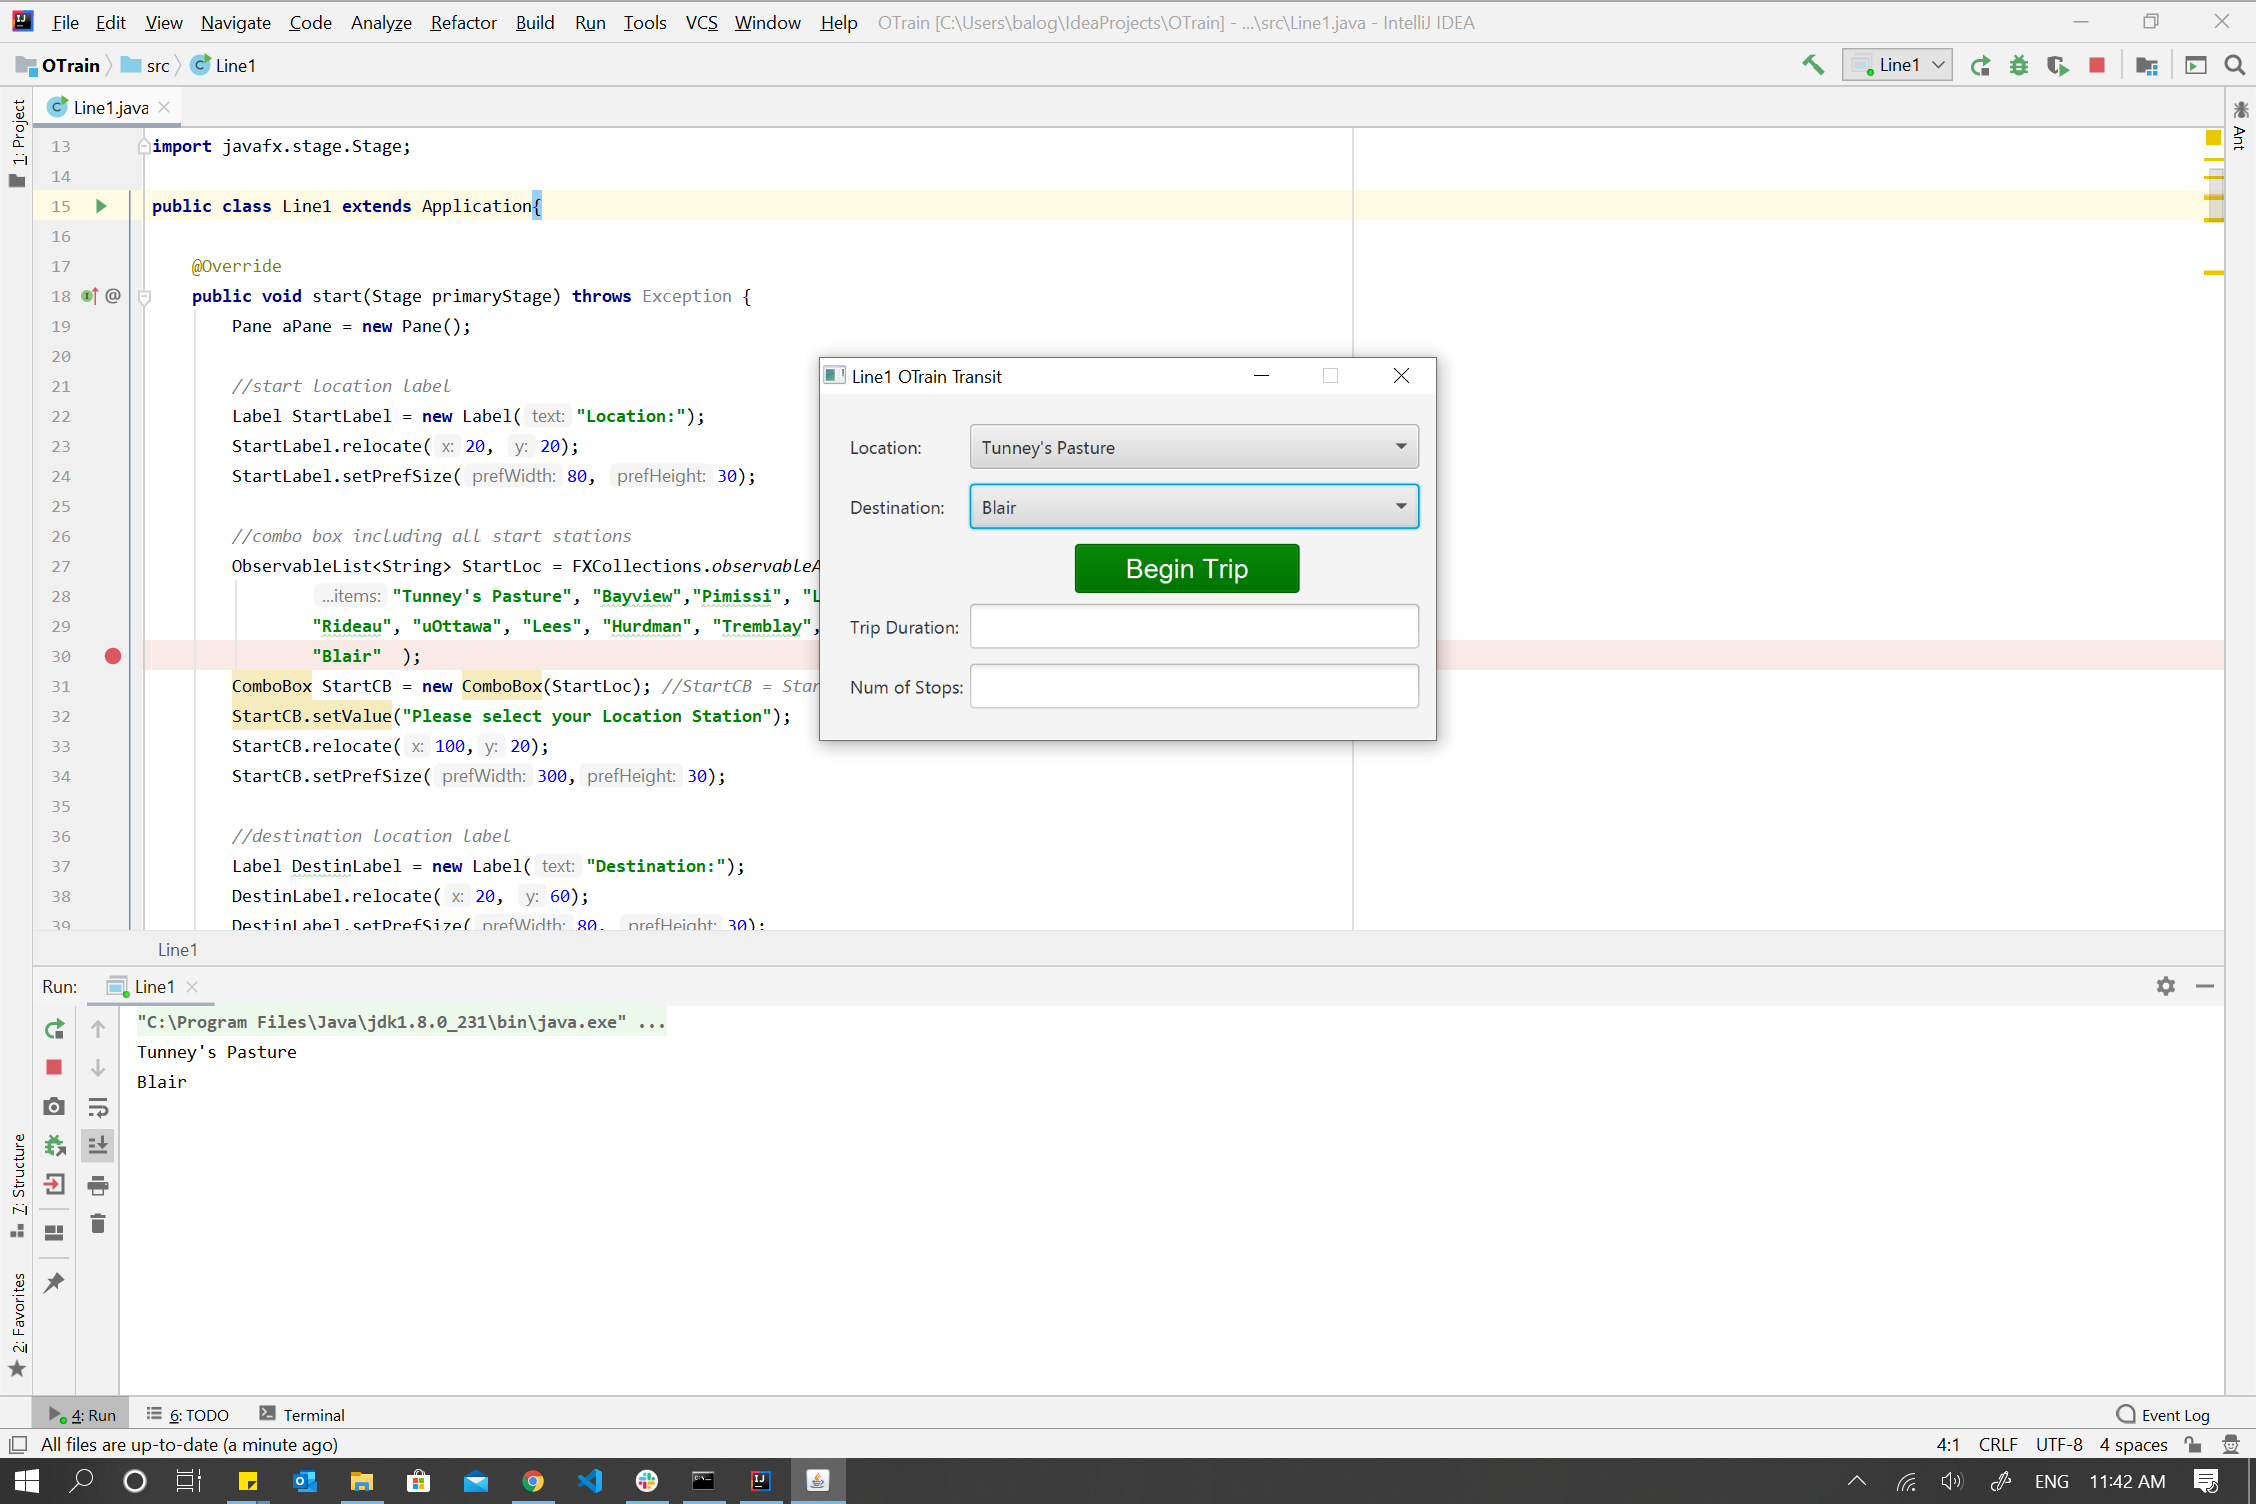 File Edit View Navigate Code Analyze Refactor Build Run Tools VCS Window Help OTrain [C:\Users\balog\IdeaProjects\OTrain] - ...\src\Line1.java - IntelliJ IDEA
OTrain src Line1
Line1
Line1.java
1: Project
Ant
13 import javafx.stage.Stage;
14
15 public class Line1 extends Application{
16
17 @Override
18 @ public void start(Stage primaryStage) throws Exception {
19 Pane aPane = new Pane();
20
21 //start location label
22 Label StartLabel = new Label( text: "Location:");
23 StartLabel.relocate( x: 20, y: 20);
24 StartLabel.setPrefSize( prefWidth: 80, prefHeight: 30);
25
26 //combo box including all start stations
27 ObservableList<String> StartLoc = FXCollections.observableA
28 ...items: "Tunney's Pasture", "Bayview","Pimissi", "L
29 "Rideau", "uOttawa", "Lees", "Hurdman", "Tremblay",
30 "Blair" );
31 ComboBox StartCB = new ComboBox(StartLoc); //StartCB = Star
32 StartCB.setValue("Please select your Location Station");
33 StartCB.relocate( x: 100, y: 20);
34 StartCB.setPrefSize( prefWidth: 300, prefHeight: 30);
35
36 //destination location label
37 Label DestinLabel = new Label( text: "Destination:");
38 DestinLabel.relocate( x: 20, y: 60);
39 DestinLabel.setPrefSize( prefWidth: 80, prefHeight: 30);
Line1 OTrain Transit
Location: Tunney's Pasture
Destination: Blair
Begin Trip
Trip Duration:
Num of Stops:
Line1
Run: Line1
"C:\Program Files\Java\jdk1.8.0_231\bin\java.exe" ...
Tunney's Pasture
Blair
7: Structure
2: Favorites
4: Run 6: TODO Terminal Event Log
All files are up-to-date (a minute ago) 4:1 CRLF UTF-8 4 spaces
ENG 11:42 AM